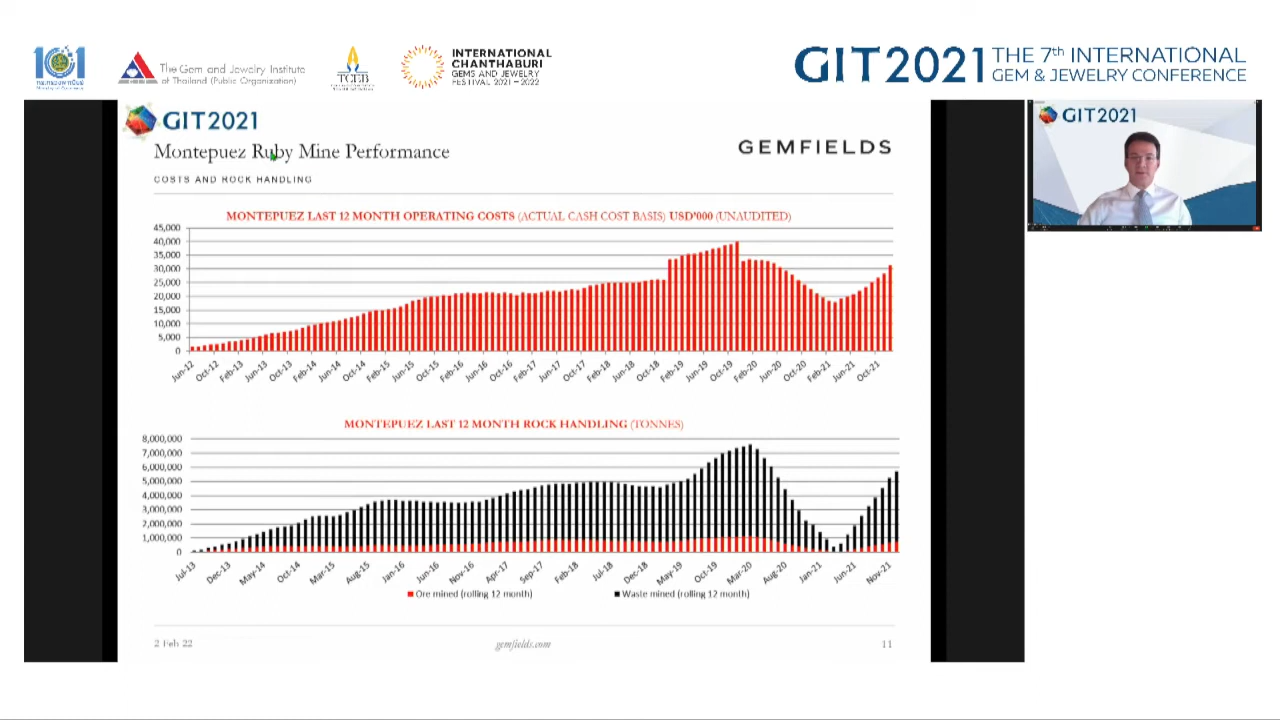 101
The Gem and Jewelry Institute
of Thailand (Public Organization)
TCEB
INTERNATIONAL
CHANTHABURI
GEMS AND JEWELRY
FESTIVAL 2021 – 2022
GIT2021
THE 7th INTERNATIONAL
GEM & JEWELRY CONFERENCE
GIT2021
Montepuez Ruby Mine Performance
GEMFIELDS
COSTS AND ROCK HANDLING
GIT2021
MONTEPUEZ LAST 12 MONTH OPERATING COSTS (ACTUAL CASH COST BASIS) USD'000 (UNAUDITED)
45,000
40,000
35,000
30,000
25,000
20,000
15,000
10,000
5,000
0
Jun-12 Oct-12 Feb-13 Jun-13 Oct-13 Feb-14 Jun-14 Oct-14 Feb-15 Jun-15 Oct-15 Feb-16 Jun-16 Oct-16 Feb-17 Jun-17 Oct-17 Feb-18 Jun-18 Oct-18 Feb-19 Jun-19 Oct-19 Feb-20 Jun-20 Oct-20 Feb-21 Jun-21 Oct-21
MONTEPUEZ LAST 12 MONTH ROCK HANDLING (TONNES)
8,000,000
7,000,000
6,000,000
5,000,000
4,000,000
3,000,000
2,000,000
1,000,000
0
Jul-13 Dec-13 May-14 Oct-14 Mar-15 Aug-15 Jan-16 Jun-16 Nov-16 Apr-17 Sep-17 Feb-18 Jul-18 Dec-18 May-19 Oct-19 Mar-20 Aug-20 Jan-21 Jun-21 Nov-21
Ore mined (rolling 12 month) Waste mined (rolling 12 month)
2 Feb 22
gemfields.com
11